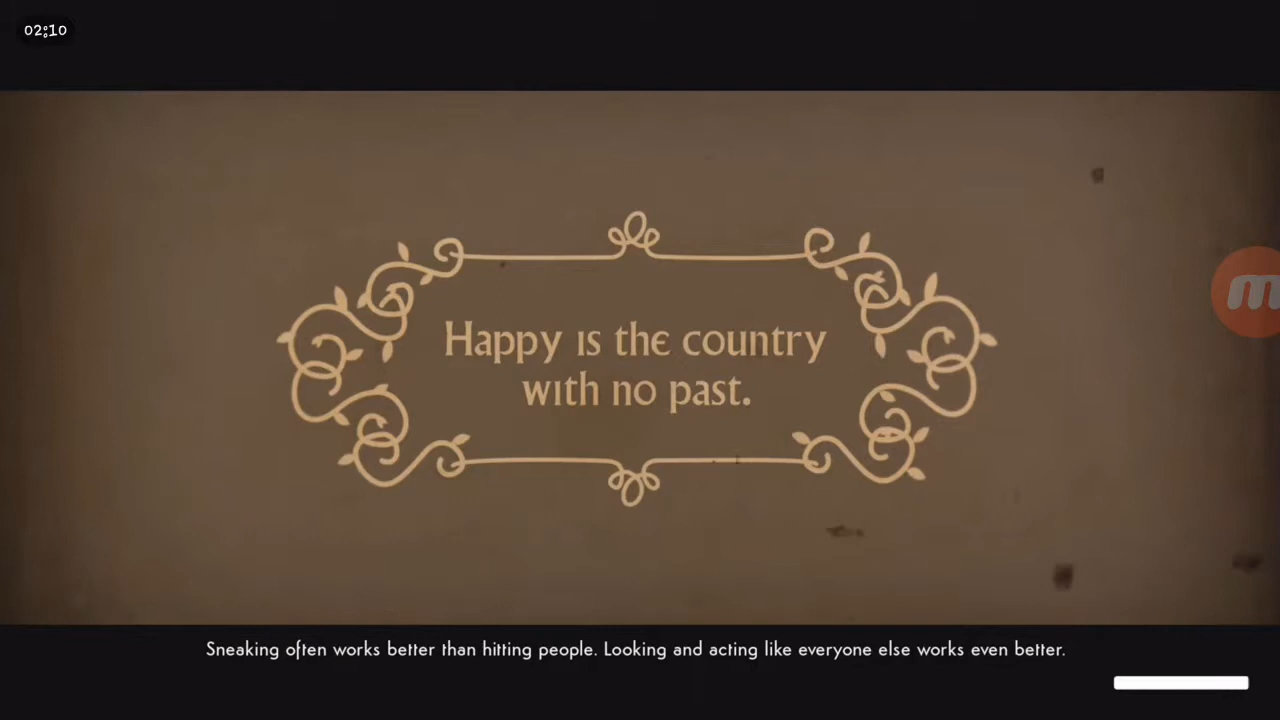 02:10
Happy is the country
with no past.
Sneaking often works better than hitting people. Looking and acting like everyone else works even better.